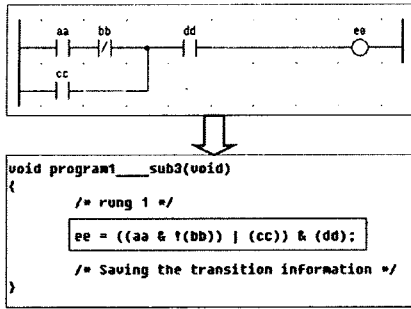 aa bb dd ee
cc
void program1____sub3(void)
{
/* rung 1 */
ee = ((aa & !(bb)) | (cc)) & (dd);
/* Saving the transition information */
}